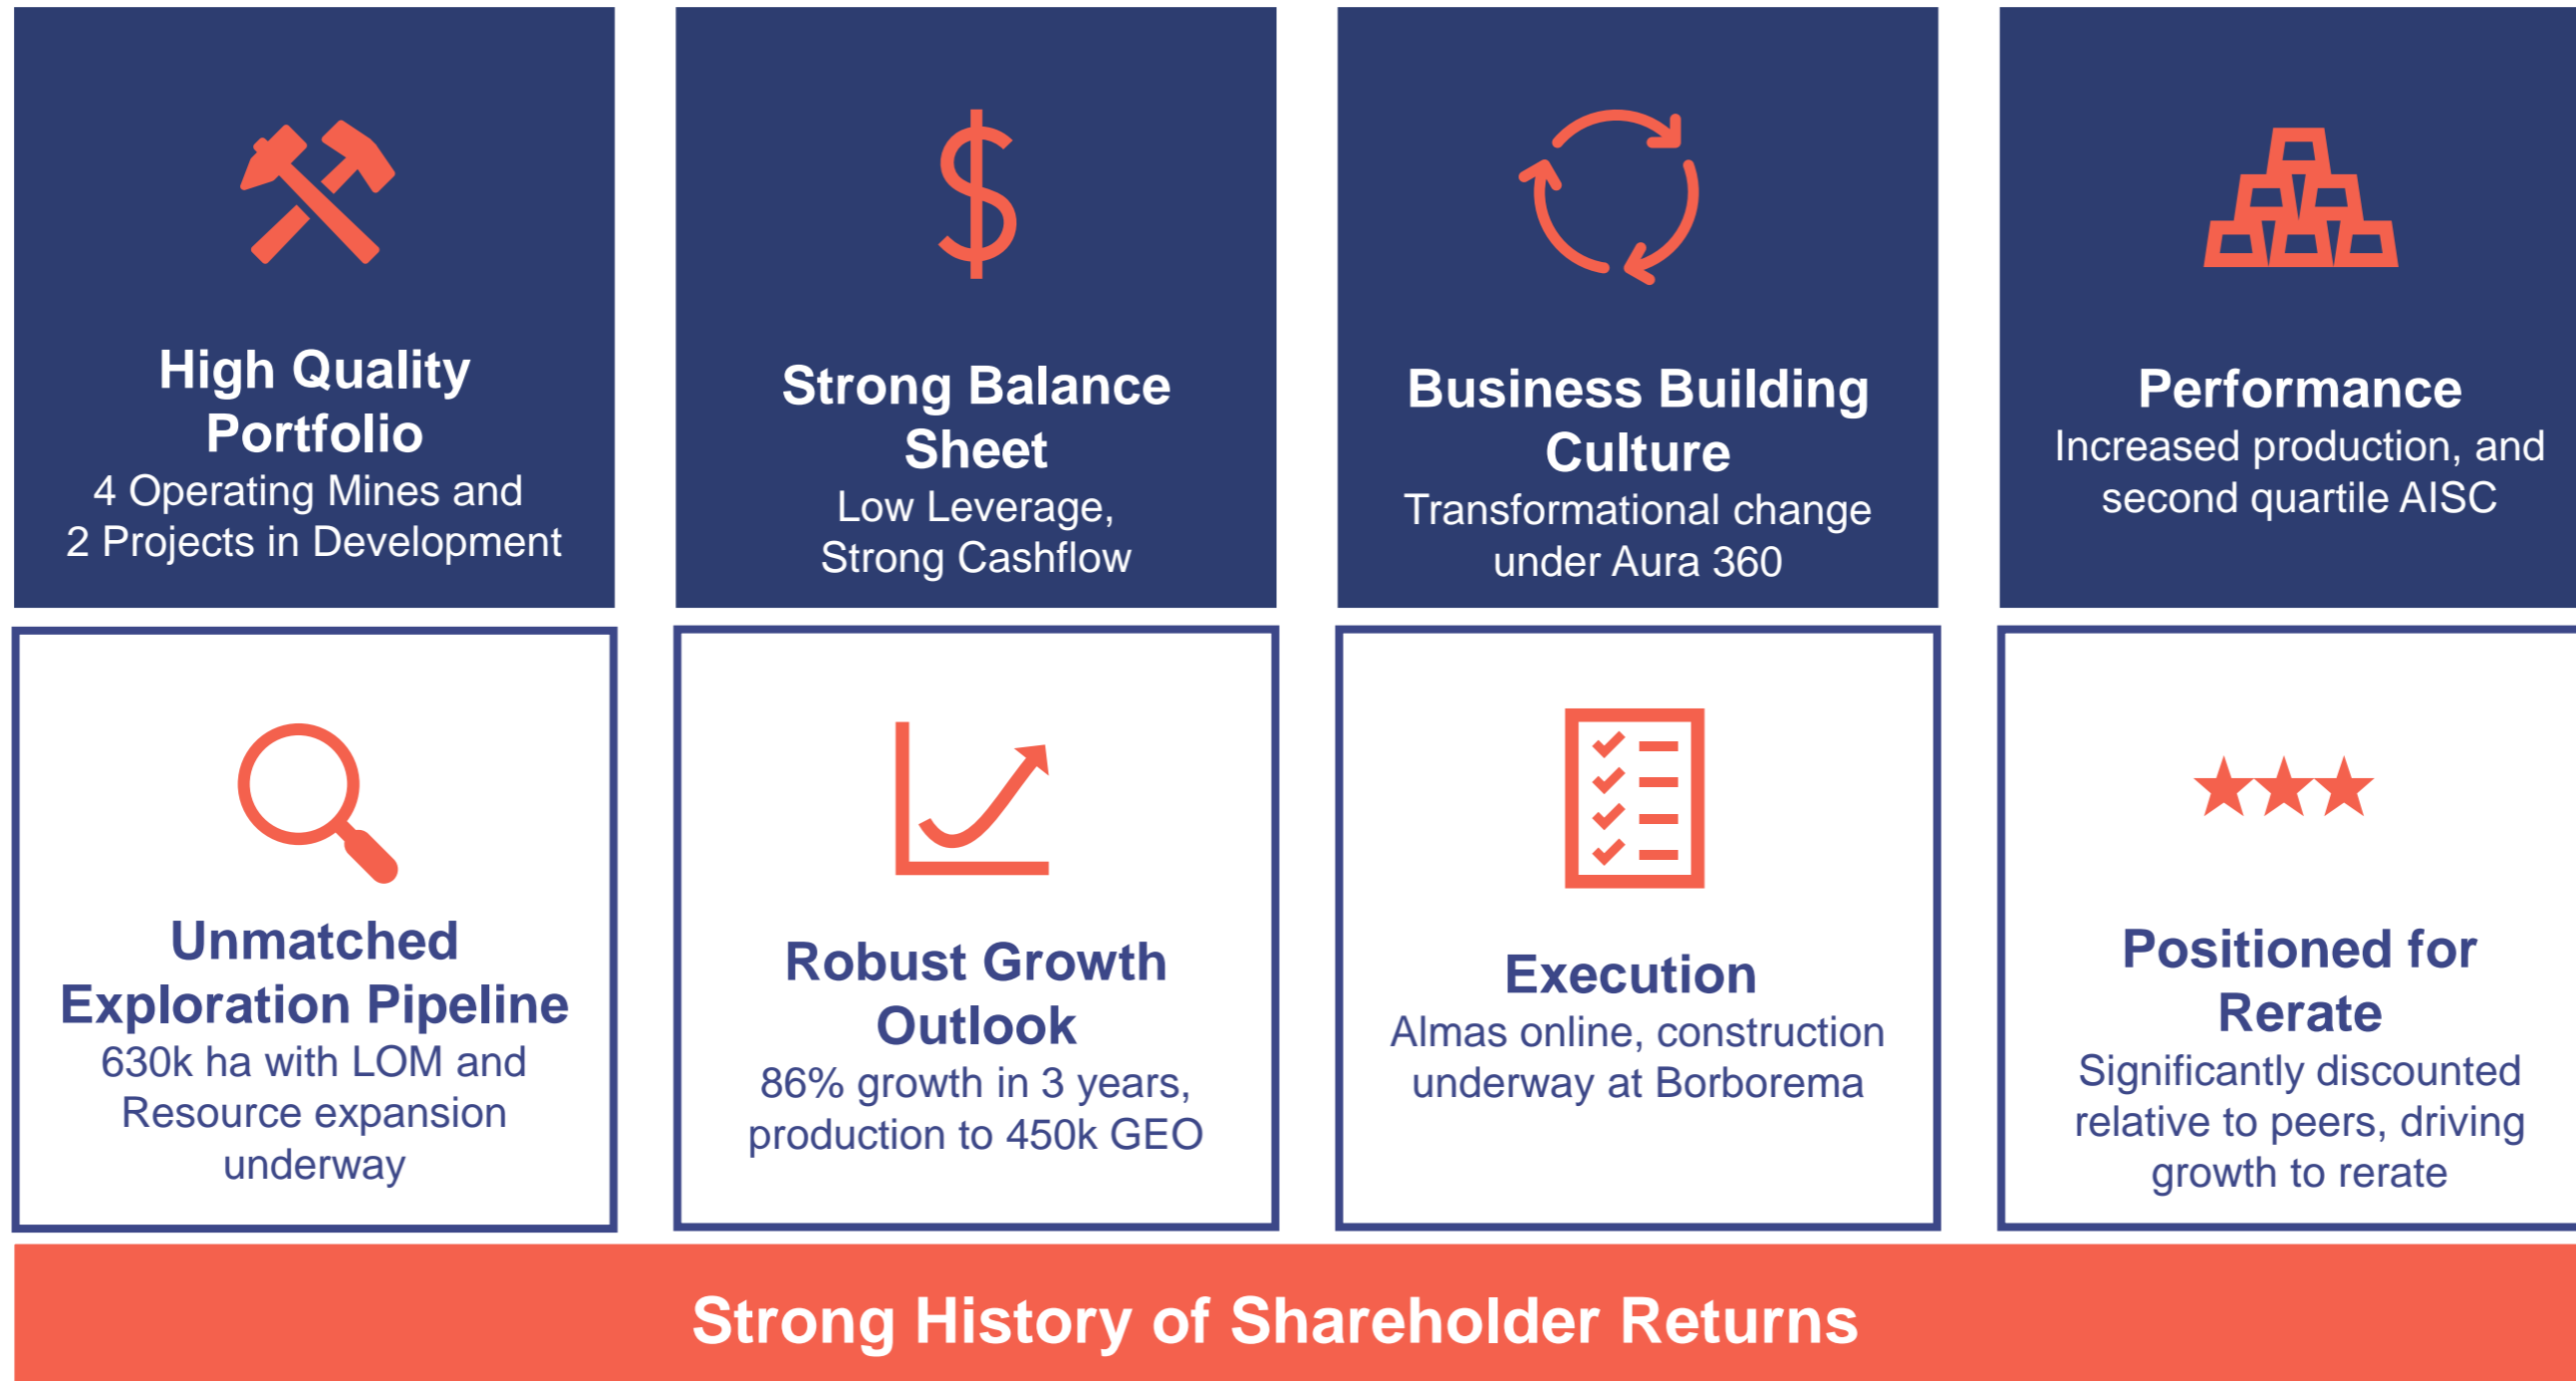 High Quality
Portfolio
4 Operating Mines and
2 Projects in Development
Strong Balance
Sheet
Low Leverage,
Strong Cashflow
Business Building
Culture
Transformational change
under Aura 360
Performance
Increased production, and
second quartile AISC
Unmatched
Exploration Pipeline
630k ha with LOM and
Resource expansion
underway
Robust Growth
Outlook
86% growth in 3 years,
production to 450k GEO
Execution
Almas online, construction
underway at Borborema
Positioned for
Rerate
Significantly discounted
relative to peers, driving
growth to rerate
Strong History of Shareholder Returns